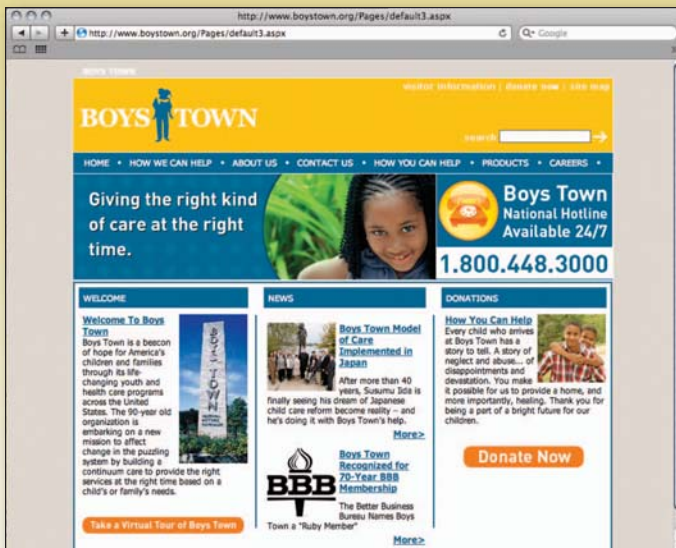 http://www.boystown.org/Pages/default3.aspx
http://www.boystown.org/Pages/default3.aspx
Google
BOYS TOWN
visitor information | donate now | site map
BOYS TOWN
search
HOME • HOW WE CAN HELP • ABOUT US • CONTACT US • HOW YOU CAN HELP • PRODUCTS • CAREERS •
Giving the right kind
of care at the right
time.
Boys Town
National Hotline
Available 24/7
1.800.448.3000
WELCOME
Welcome To Boys
Town
Boys Town is a beacon
of hope for America's
children and families
through its life-
changing youth and
health care programs
across the United
States. The 90-year old
organization is
embarking on a new
mission to affect
change in the puzzling
system by building a
continuum care to provide the right
services at the right time based on a
child's or family's needs.
BOYS TOWN
Take a Virtual Tour of Boys Town
NEWS
Boys Town Model
of Care
Implemented in
Japan
After more than 40
years, Susumu Iida is
finally seeing his dream of Japanese
child care reform become reality – and
he's doing it with Boys Town's help.
More>
BBB
Boys Town
Recognized for
70-Year BBB
Membership
The Better Business
Bureau Names Boys
Town a "Ruby Member"
More>
DONATIONS
How You Can Help
Every child who arrives
at Boys Town has a
story to tell. A story of
neglect and abuse... of
disappointments and
devastation. You make
it possible for us to provide a home, and
more importantly, healing. Thank you for
being a part of a bright future for our
children.
Donate Now